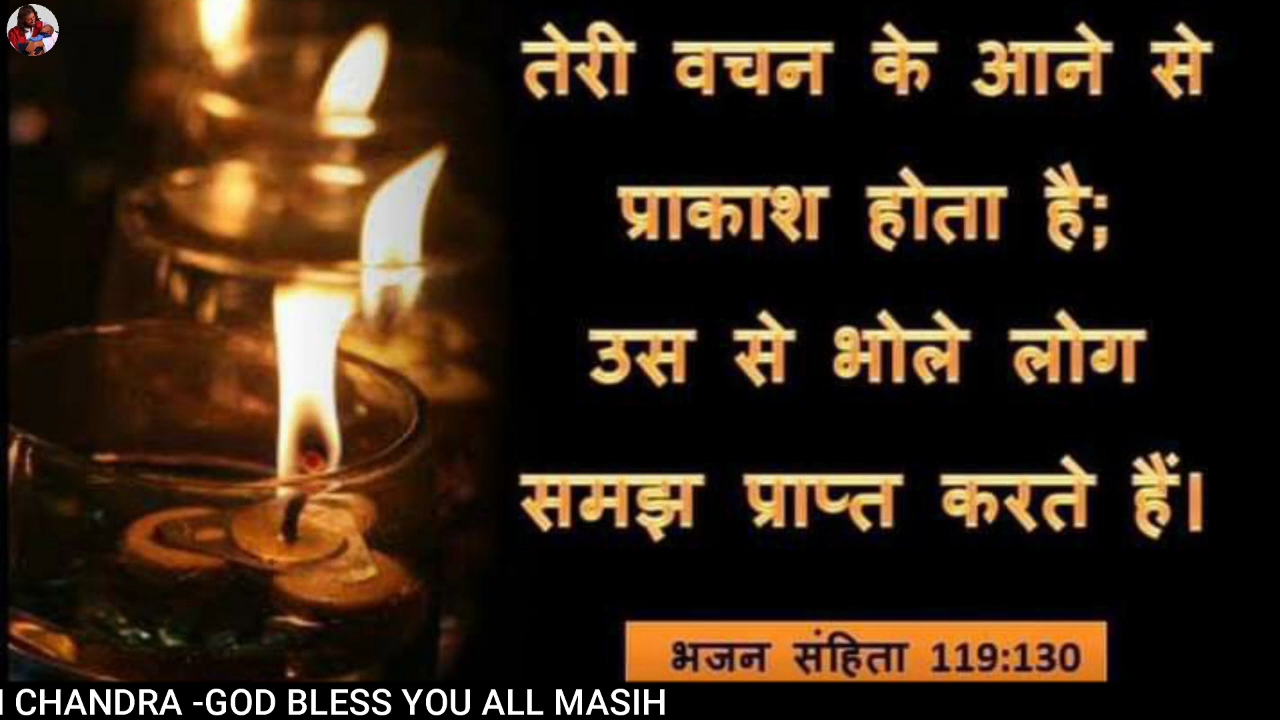 तेरी वचन के आने से
प्राकाश होता है;
उस से भोले लोग
समझ प्राप्त करते हैं।
भजन संहिता 119:130
CHANDRA -GOD BLESS YOU ALL MASIH